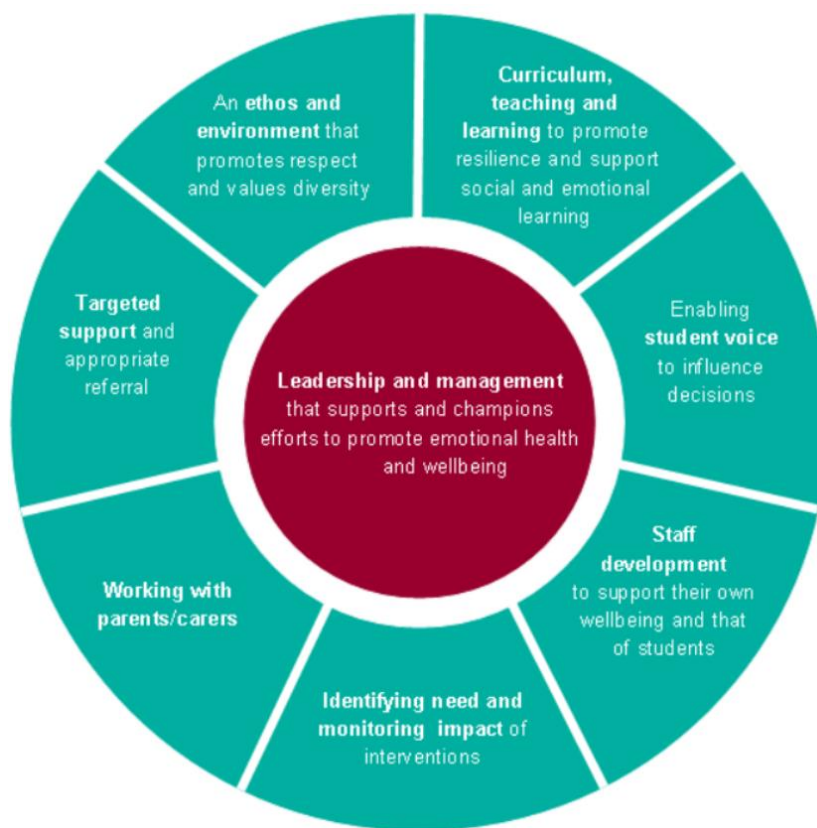 An ethos and
environment that
promotes respect
and values diversity
Curriculum,
teaching and
learning to promote
resilience and support
social and emotional
learning
Enabling
student voice
to influence
decisions
Staff
development
to support their own
wellbeing and that
of students
Identifying need and
monitoring impact of
interventions
Working with
parents/carers
Targeted
support and
appropriate
referral
Leadership and management
that supports and champions
efforts to promote emotional health
and wellbeing